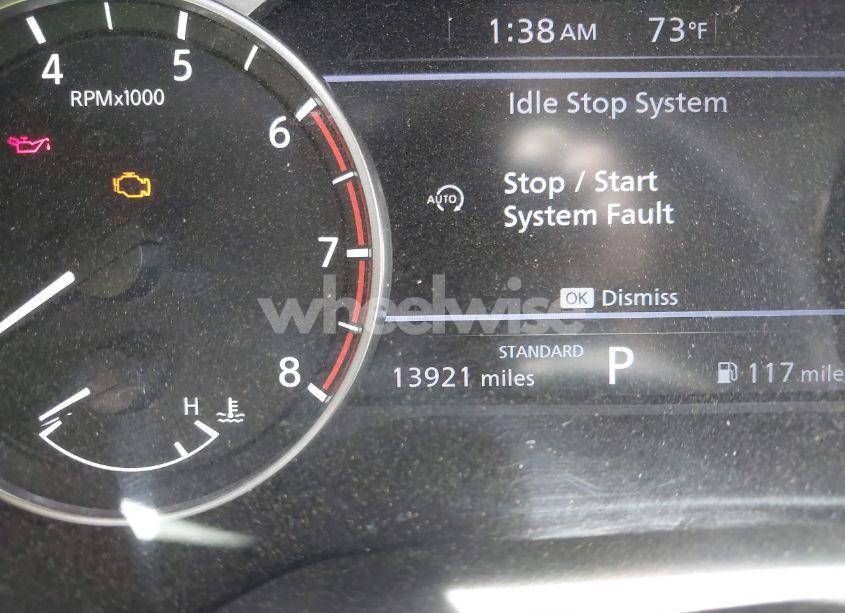 1:38 AM 73°F
4 5 6 7 8
RPMx1000
Idle Stop System
AUTO
Stop / Start
System Fault
OK Dismiss
wheelwise
STANDARD
13921 miles P 117 mile
H